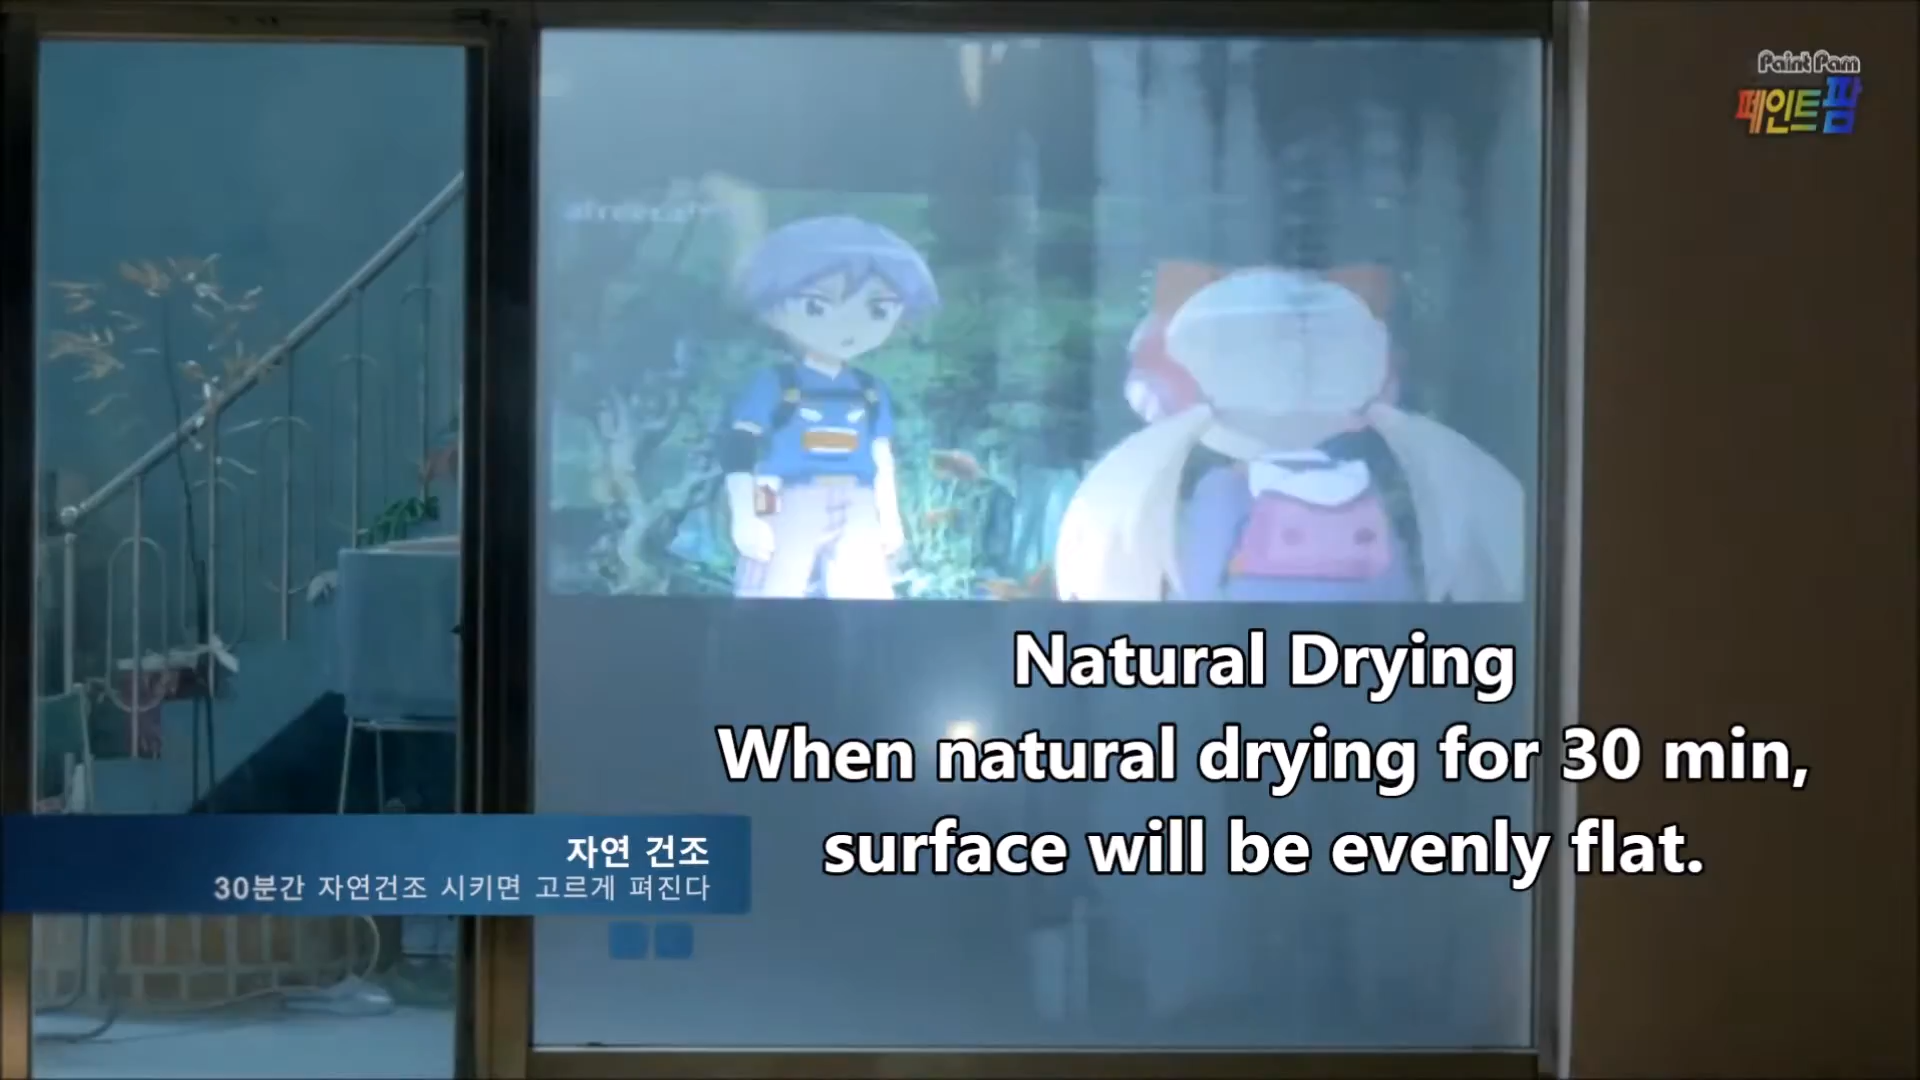 Paint Pam
페인트팜
Natural Drying
When natural drying for 30 min,
surface will be evenly flat.
자연 건조
30분간 자연건조 시키면 고르게 펴진다